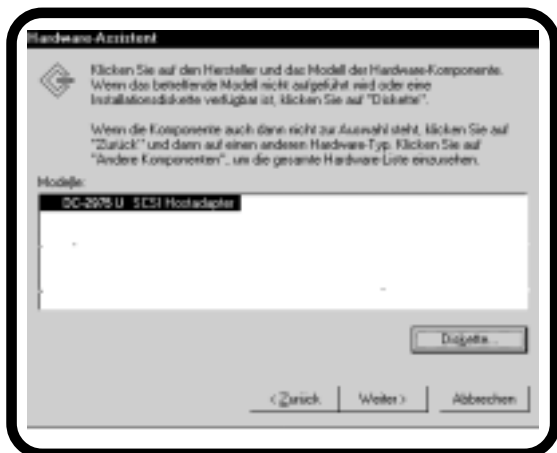 Hardware-Assistent
Klicken Sie auf den Hersteller und das Modell der Hardware-Komponente.
Wenn das betreffende Modell nicht aufgeführt wird oder eine
Installationsdiskette verfügbar ist, klicken Sie auf "Diskette".
Wenn die Komponente auch dann nicht zur Auswahl steht, klicken Sie auf
"Zurück" und dann auf einen anderen Hardware-Typ. Klicken Sie auf
"Andere Komponenten", um die gesamte Hardware-Liste einzusehen.
Modelle:
DC-2975 U SCSI Hostadapter
Diskette...
< Zurück
Weiter >
Abbrechen